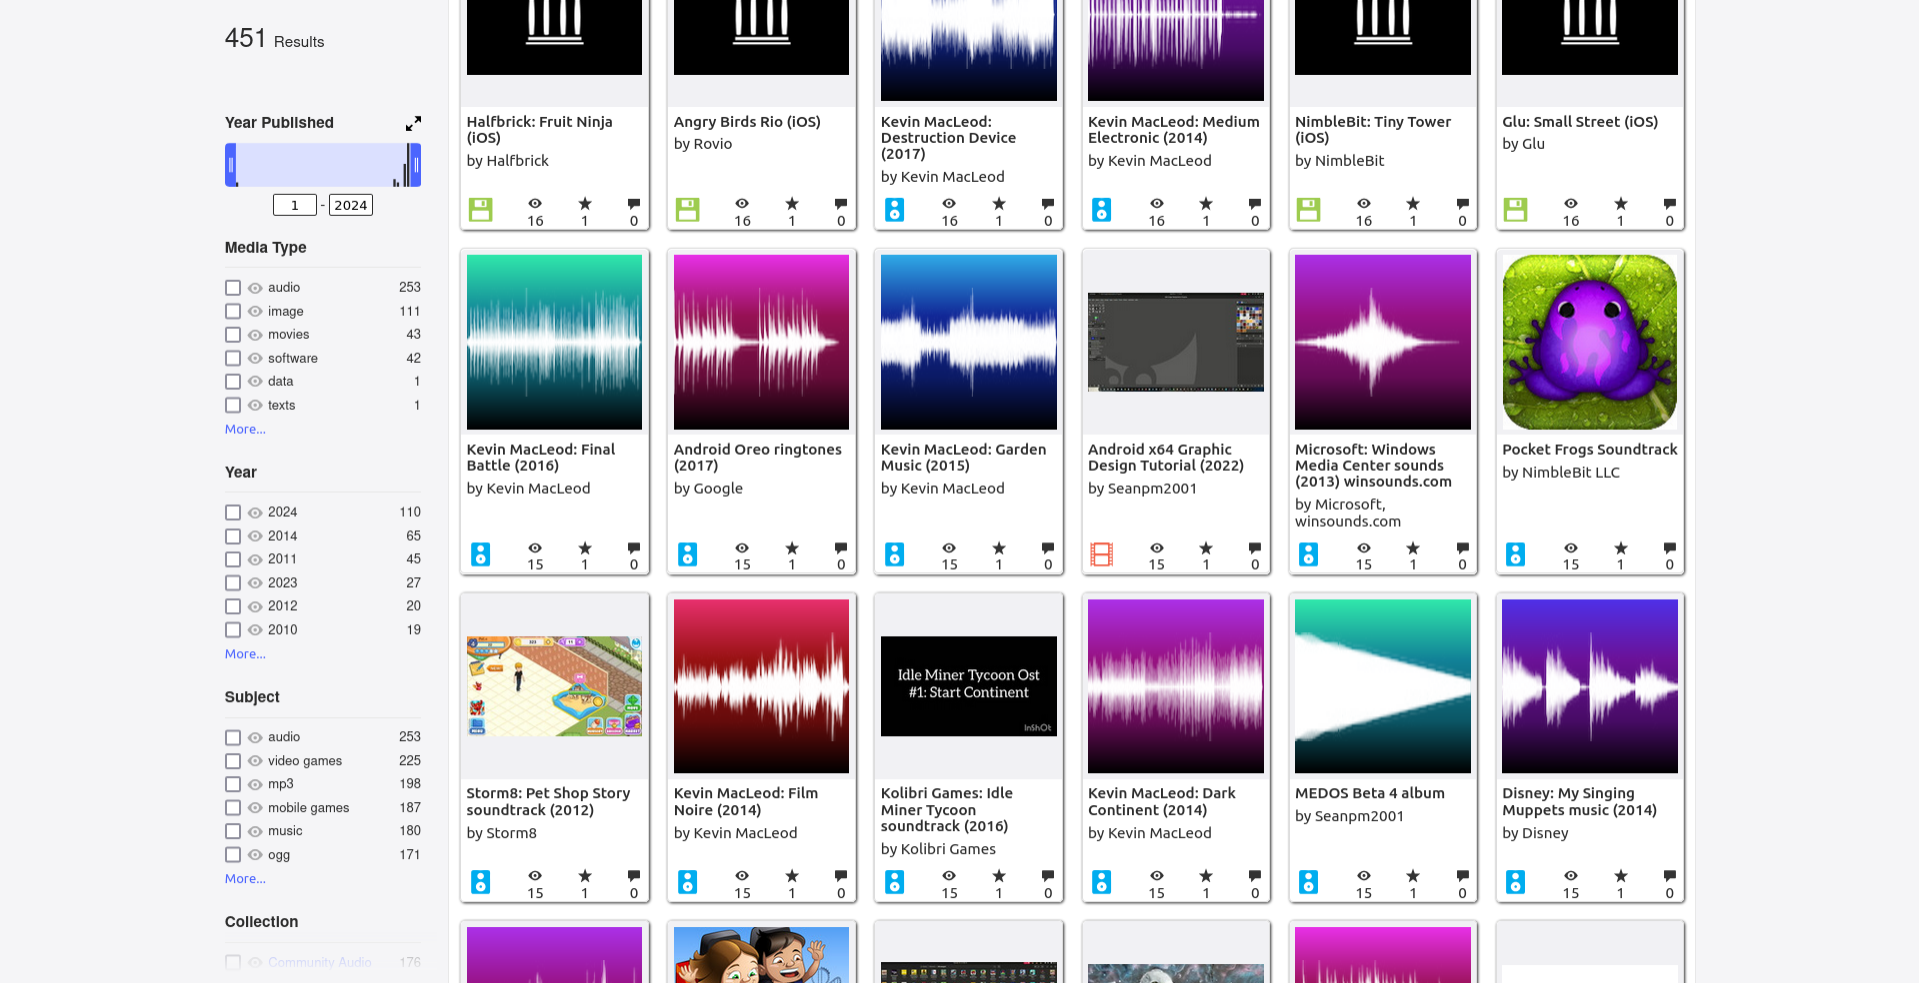 451 Results
Year Published
1 - 2024
Media Type
audio 253
image 111
movies 43
software 42
data 1
texts 1
More...
Year
2024 110
2014 65
2011 45
2023 27
2012 20
2010 19
More...
Subject
audio 253
video games 225
mp3 198
mobile games 187
music 180
ogg 171
More...
Collection
Community Audio 176
Halfbrick: Fruit Ninja
(iOS)
by Halfbrick
16 1 0
Angry Birds Rio (iOS)
by Rovio
16 1 0
Kevin MacLeod:
Destruction Device
(2017)
by Kevin MacLeod
16 1 0
Kevin MacLeod: Medium
Electronic (2014)
by Kevin MacLeod
16 1 0
NimbleBit: Tiny Tower
(iOS)
by NimbleBit
16 1 0
Glu: Small Street (iOS)
by Glu
16 1 0
Kevin MacLeod: Final
Battle (2016)
by Kevin MacLeod
15 1 0
Android Oreo ringtones
(2017)
by Google
15 1 0
Kevin MacLeod: Garden
Music (2015)
by Kevin MacLeod
15 1 0
Android x64 Graphic
Design Tutorial (2022)
by Seanpm2001
15 1 0
Microsoft: Windows
Media Center sounds
(2013) winsounds.com
by Microsoft,
winsounds.com
15 1 0
Pocket Frogs Soundtrack
by NimbleBit LLC
15 1 0
Storm8: Pet Shop Story
soundtrack (2012)
by Storm8
15 1 0
Kevin MacLeod: Film
Noire (2014)
by Kevin MacLeod
15 1 0
Idle Miner Tycoon Ost
#1: Start Continent
InShOt
Kolibri Games: Idle
Miner Tycoon
soundtrack (2016)
by Kolibri Games
15 1 0
Kevin MacLeod: Dark
Continent (2014)
by Kevin MacLeod
15 1 0
MEDOS Beta 4 album
by Seanpm2001
15 1 0
Disney: My Singing
Muppets music (2014)
by Disney
15 1 0